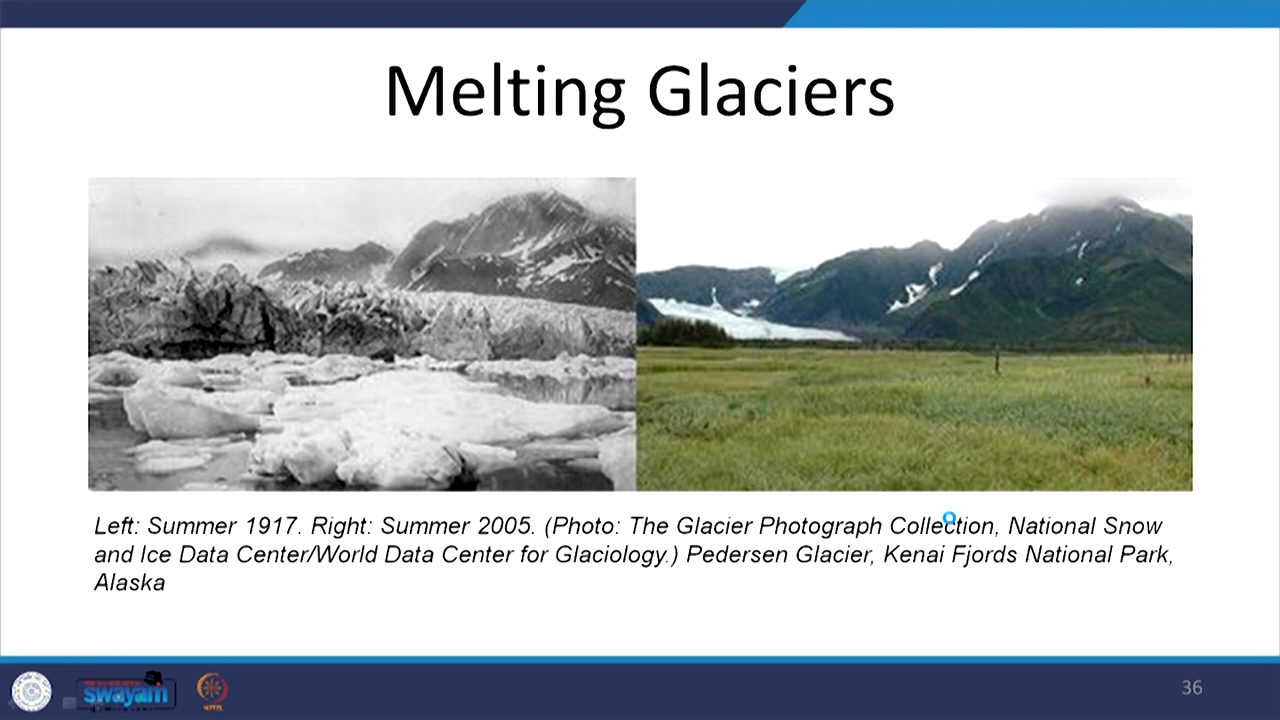 Melting Glaciers
Left: Summer 1917. Right: Summer 2005. (Photo: The Glacier Photograph Collection, National Snow
and Ice Data Center/World Data Center for Glaciology.) Pedersen Glacier, Kenai Fjords National Park,
Alaska
swayam
36